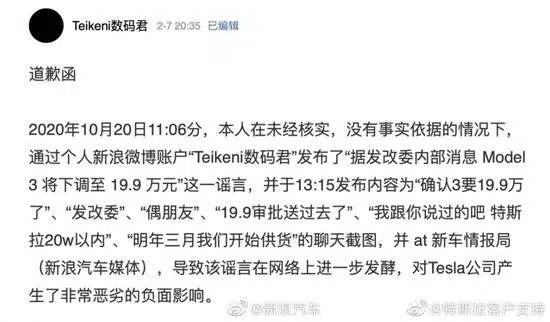 Teikeni数码君 2-7 20:35 已编辑
道歉函
2020年10月20日11:06分，本人在未经核实，没有事实依据的情况下，
通过个人新浪微博账户“Teikeni数码君”发布了“据发改委内部消息 Model
3 将下调至 19.9 万元”这一谣言，并于13:15发布内容为“确认3要19.9万
了”、“发改委”、“偶朋友”、“19.9审批送过去了”、“我跟你说过的吧 特斯
拉20w以内”、“明年三月我们开始供货”的聊天截图，并 at 新车情报局
（新浪汽车媒体），导致该谣言在网络上进一步发酵，对Tesla公司产
生了非常恶劣的负面影响。
@新浪汽车 @特斯拉客户支持